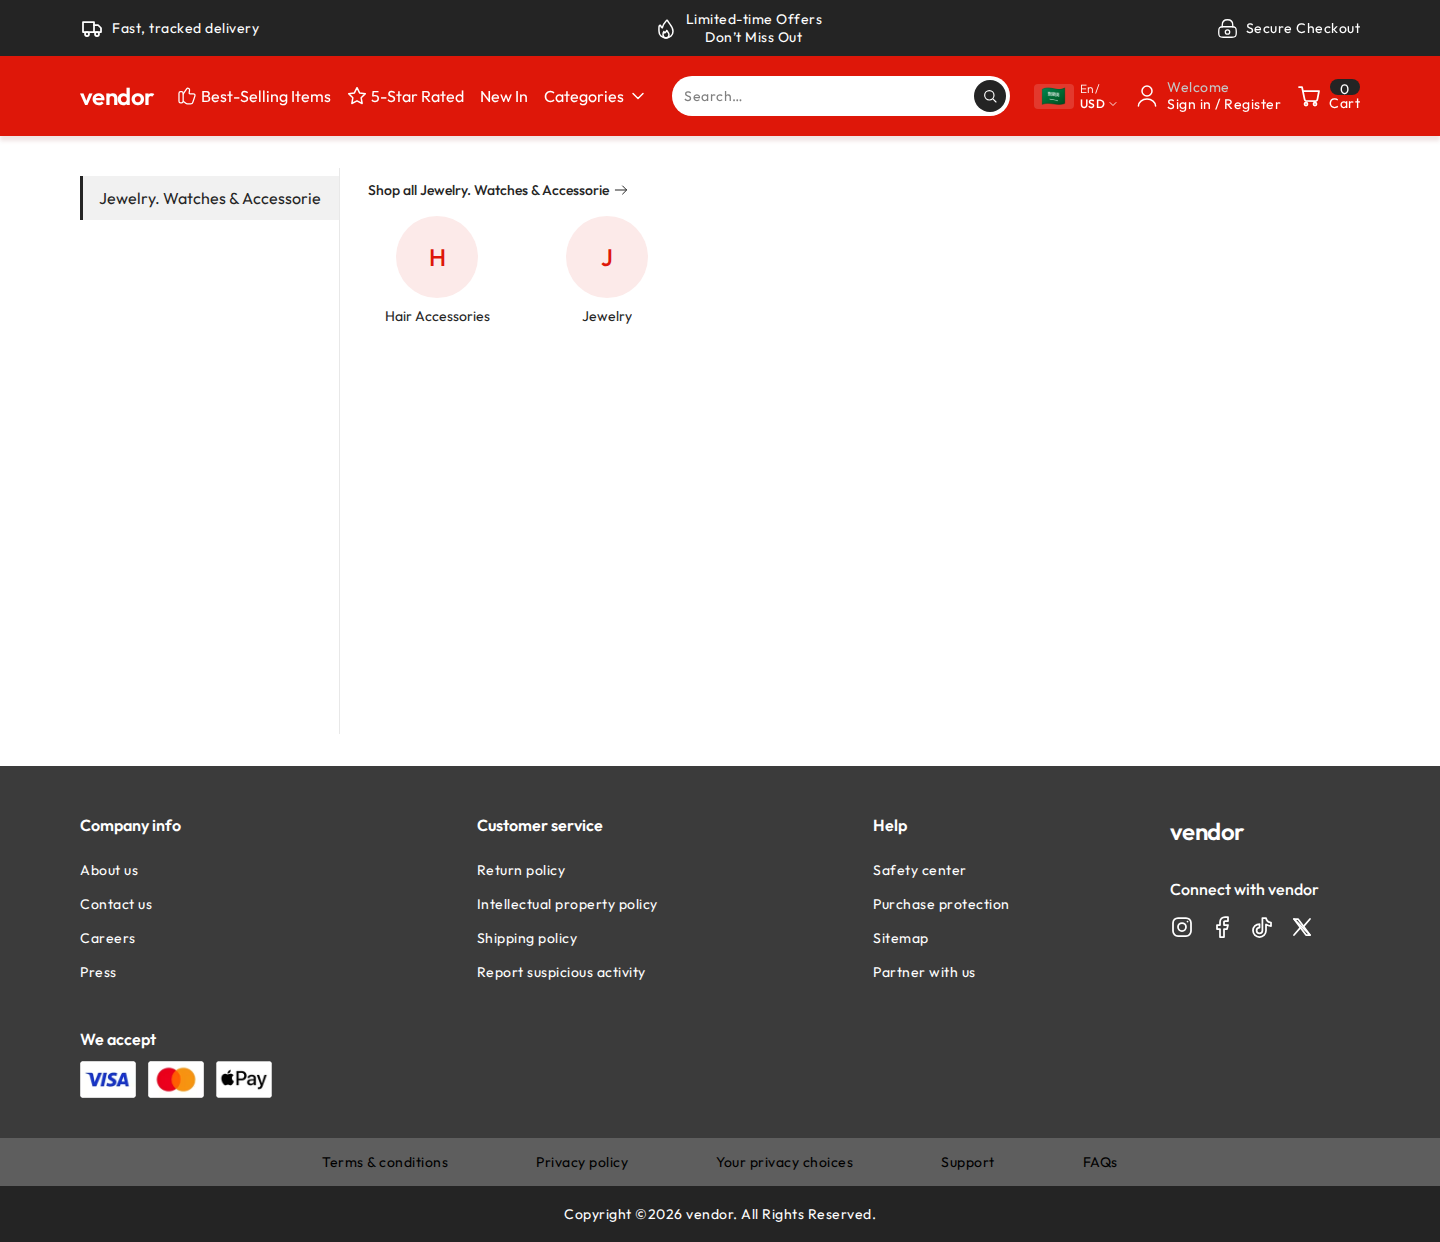 Fast, tracked delivery
Limited-time Offers
Don't Miss Out
Secure Checkout
vendor
Best-Selling Items
5-Star Rated
New In
Categories
Search...
En/
USD
Welcome
Sign in / Register
0
Cart
Jewelry. Watches & Accessorie
Shop all Jewelry. Watches & Accessorie
H
J
Hair Accessories
Jewelry
Company info
About us
Contact us
Careers
Press
Customer service
Return policy
Intellectual property policy
Shipping policy
Report suspicious activity
Help
Safety center
Purchase protection
Sitemap
Partner with us
vendor
Connect with vendor
We accept
VISA
Pay
Terms & conditions
Privacy policy
Your privacy choices
Support
FAQs
Copyright ©2026 vendor. All Rights Reserved.